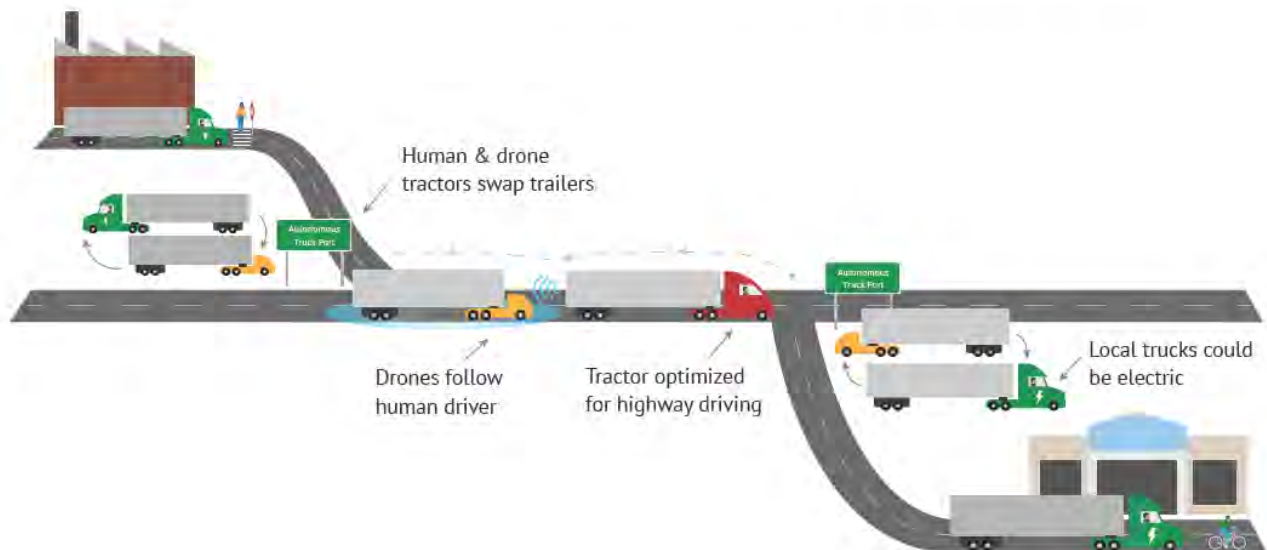 Human & drone
tractors swap trailers
Autonomous
Truck Port
Autonomous
Truck Port
Drones follow
human driver
Tractor optimized
for highway driving
Local trucks could
be electric